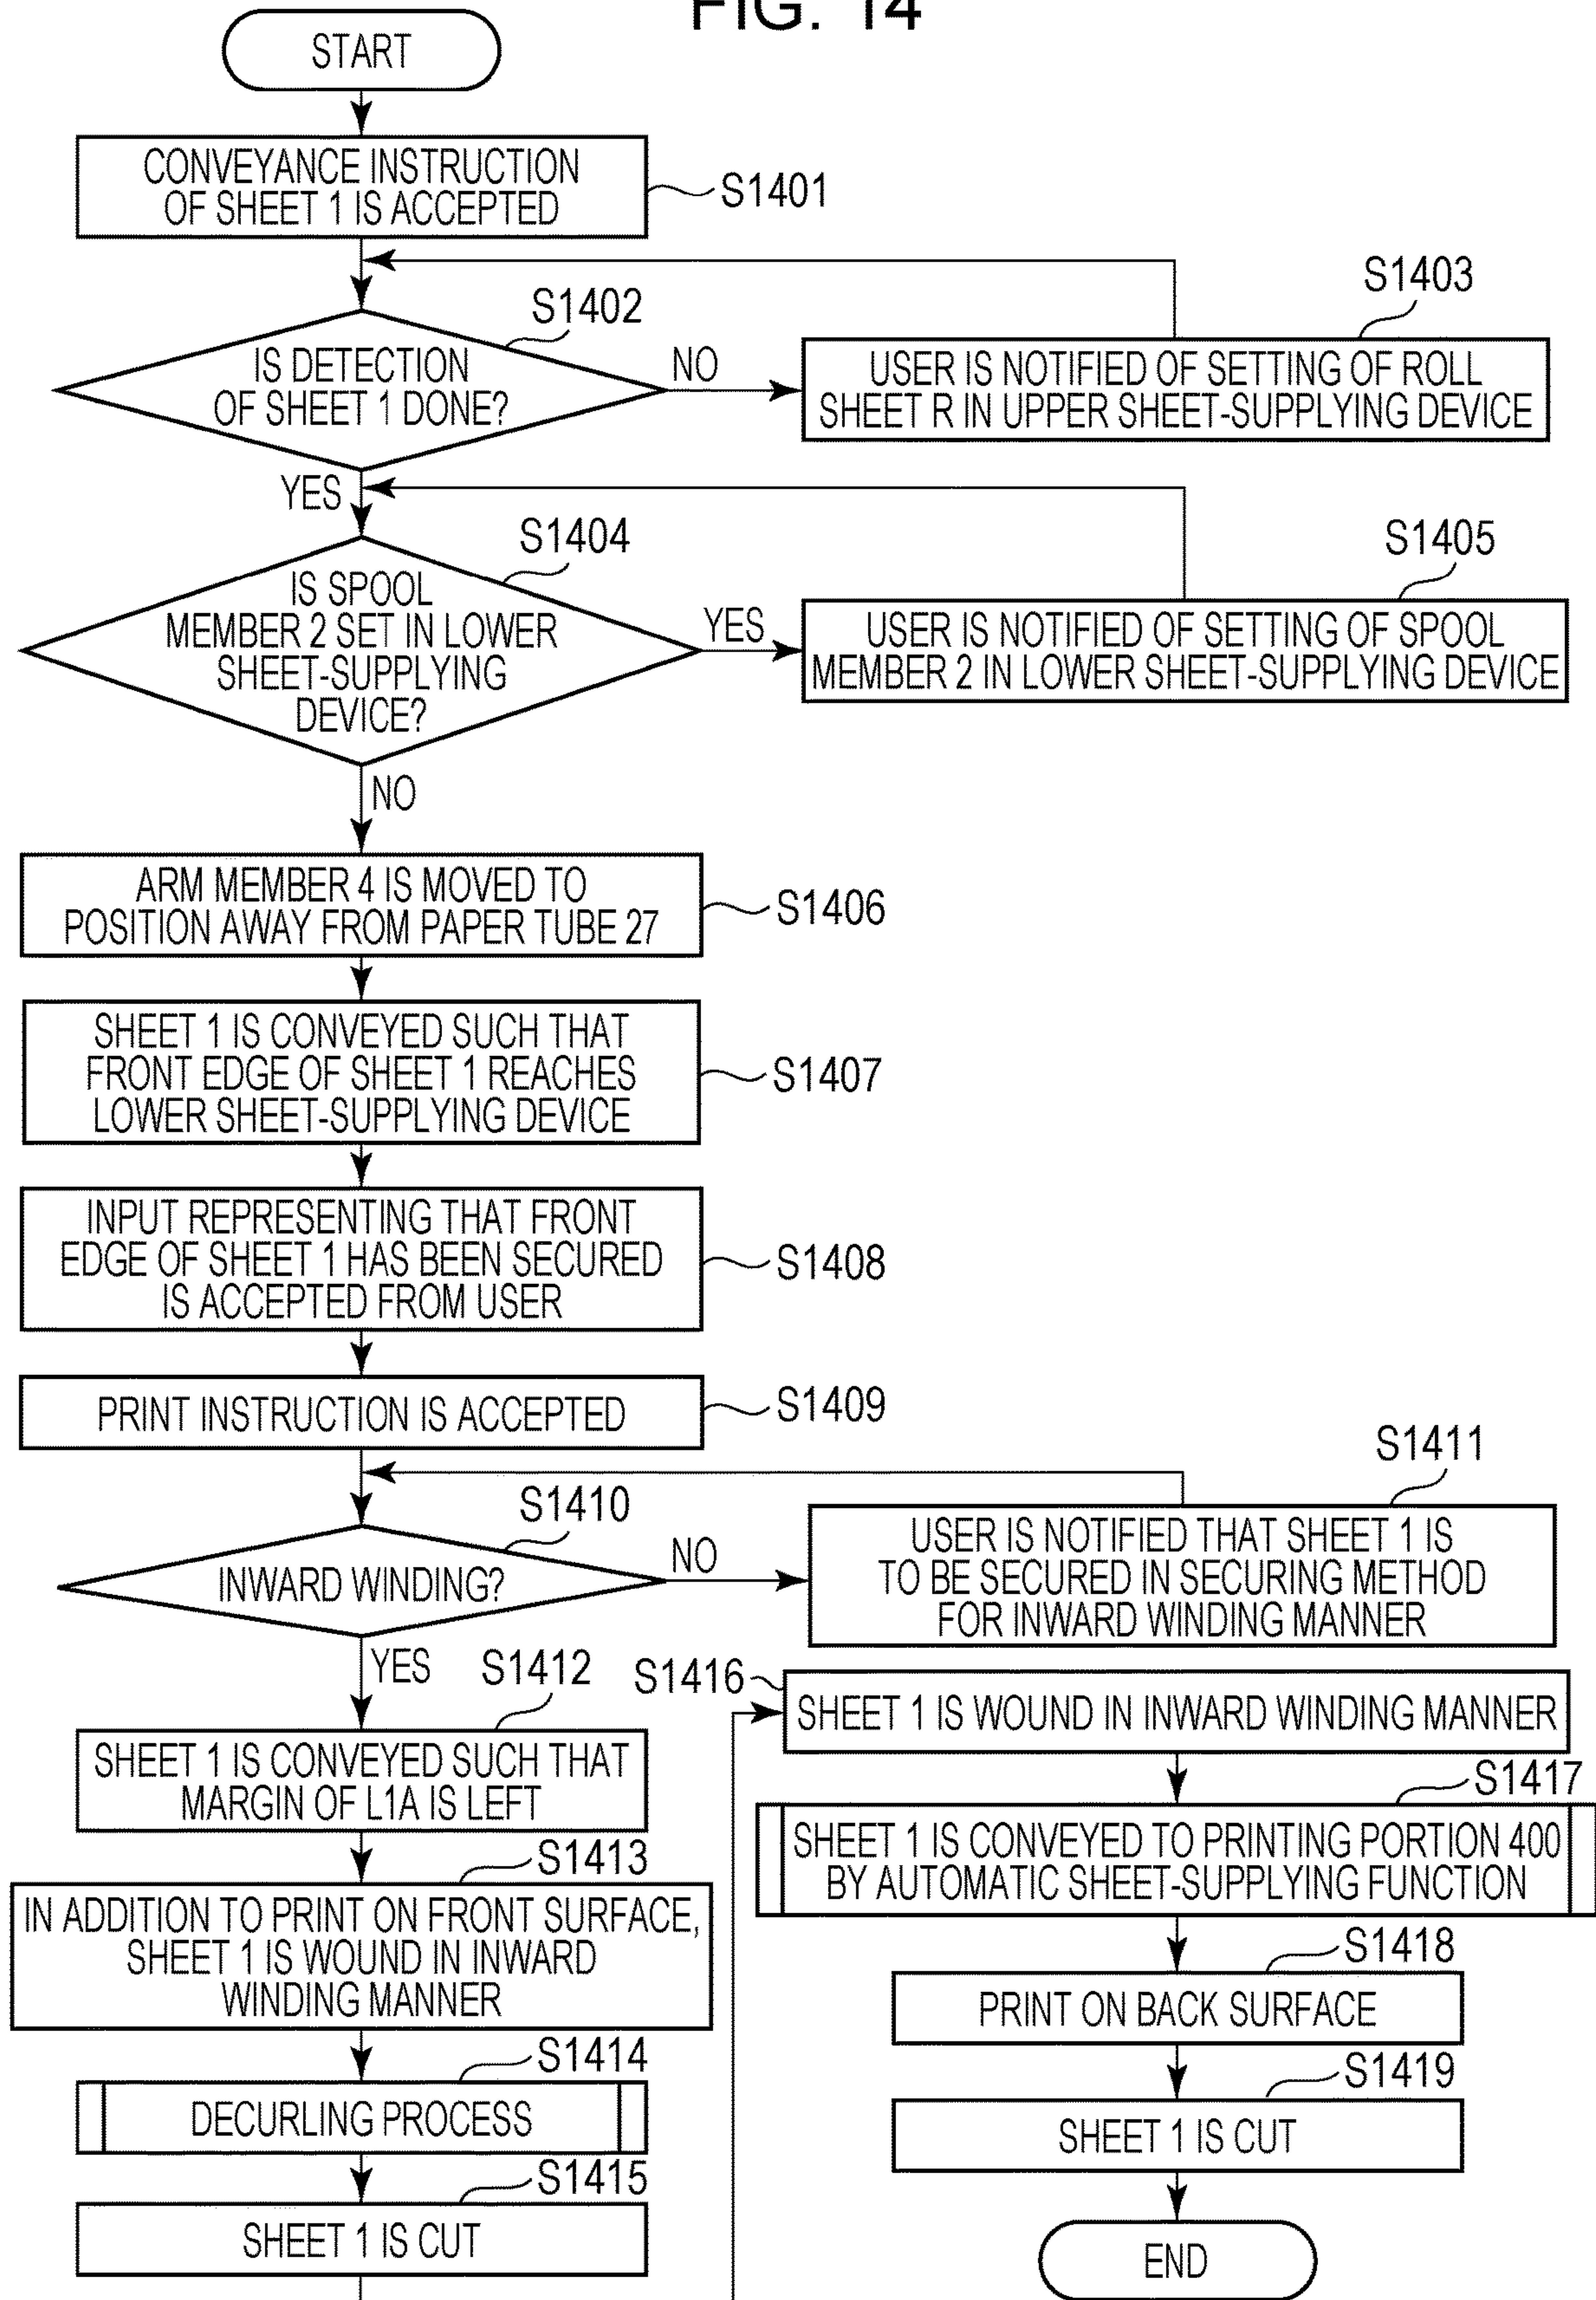 FIG. 14
START
CONVEYANCE INSTRUCTION
OF SHEET 1 IS ACCEPTED
S1401
S1402
IS DETECTION
OF SHEET 1 DONE?
NO
YES
S1403
USER IS NOTIFIED OF SETTING OF ROLL
SHEET R IN UPPER SHEET-SUPPLYING DEVICE
S1404
IS SPOOL
MEMBER 2 SET IN LOWER
SHEET-SUPPLYING
DEVICE?
YES
NO
S1405
USER IS NOTIFIED OF SETTING OF SPOOL
MEMBER 2 IN LOWER SHEET-SUPPLYING DEVICE
ARM MEMBER 4 IS MOVED TO
POSITION AWAY FROM PAPER TUBE 27
S1406
SHEET 1 IS CONVEYED SUCH THAT
FRONT EDGE OF SHEET 1 REACHES
LOWER SHEET-SUPPLYING DEVICE
S1407
INPUT REPRESENTING THAT FRONT
EDGE OF SHEET 1 HAS BEEN SECURED
IS ACCEPTED FROM USER
S1408
PRINT INSTRUCTION IS ACCEPTED
S1409
S1410
INWARD WINDING?
NO
YES
S1411
USER IS NOTIFIED THAT SHEET 1 IS
TO BE SECURED IN SECURING METHOD
FOR INWARD WINDING MANNER
S1412
SHEET 1 IS CONVEYED SUCH THAT
MARGIN OF L1A IS LEFT
S1413
IN ADDITION TO PRINT ON FRONT SURFACE,
SHEET 1 IS WOUND IN INWARD
WINDING MANNER
S1414
DECURLING PROCESS
S1415
SHEET 1 IS CUT
S1416
SHEET 1 IS WOUND IN INWARD WINDING MANNER
S1417
SHEET 1 IS CONVEYED TO PRINTING PORTION 400
BY AUTOMATIC SHEET-SUPPLYING FUNCTION
S1418
PRINT ON BACK SURFACE
S1419
SHEET 1 IS CUT
END